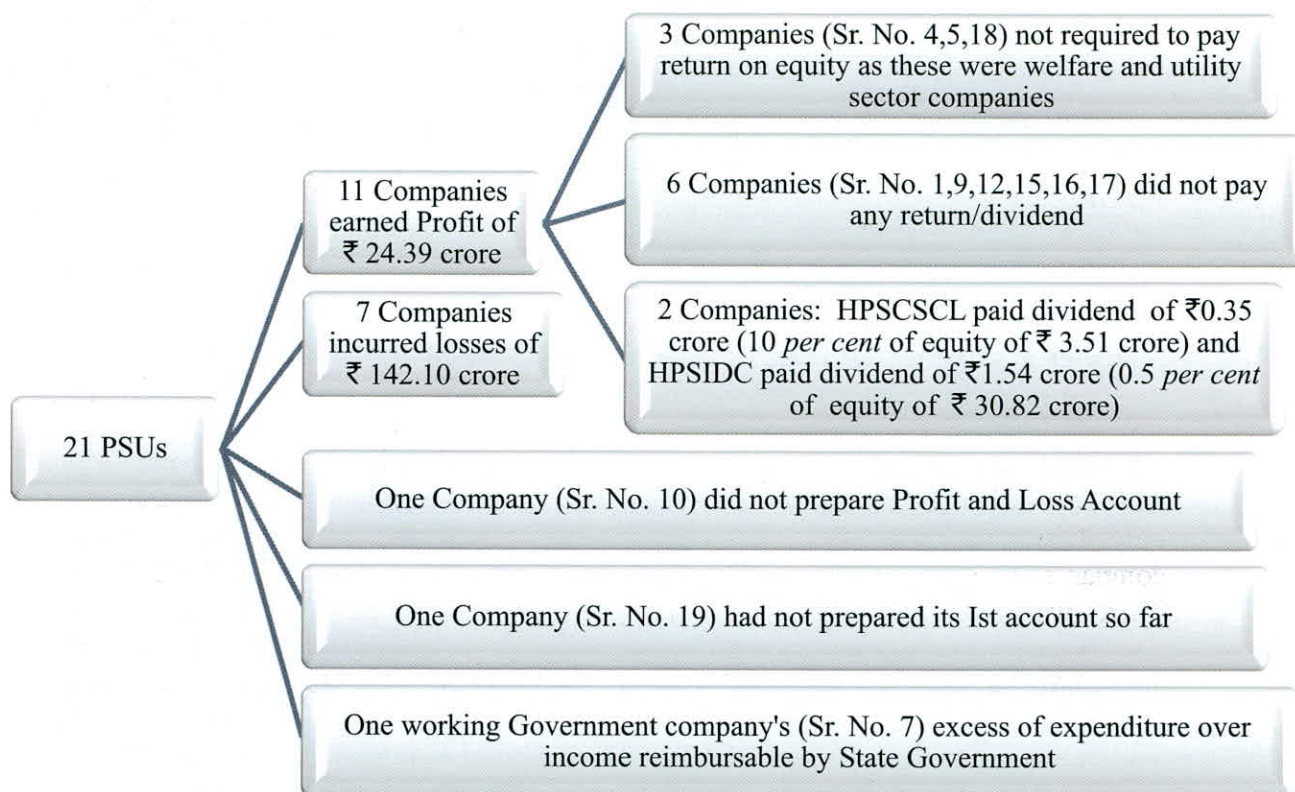 3 Companies (Sr. No. 4,5,18) not required to pay
return on equity as these were welfare and utility
sector companies
11 Companies
earned Profit of
₹ 24.39 crore
6 Companies (Sr. No. 1,9,12,15,16,17) did not pay
any return/dividend
7 Companies
incurred losses of
₹ 142.10 crore
2 Companies: HPSCSCL paid dividend of ₹0.35
crore (10 per cent of equity of ₹ 3.51 crore) and
HPSIDC paid dividend of ₹1.54 crore (0.5 per cent
of equity of ₹ 30.82 crore)
21 PSUs
One Company (Sr. No. 10) did not prepare Profit and Loss Account
One Company (Sr. No. 19) had not prepared its Ist account so far
One working Government company's (Sr. No. 7) excess of expenditure over
income reimbursable by State Government